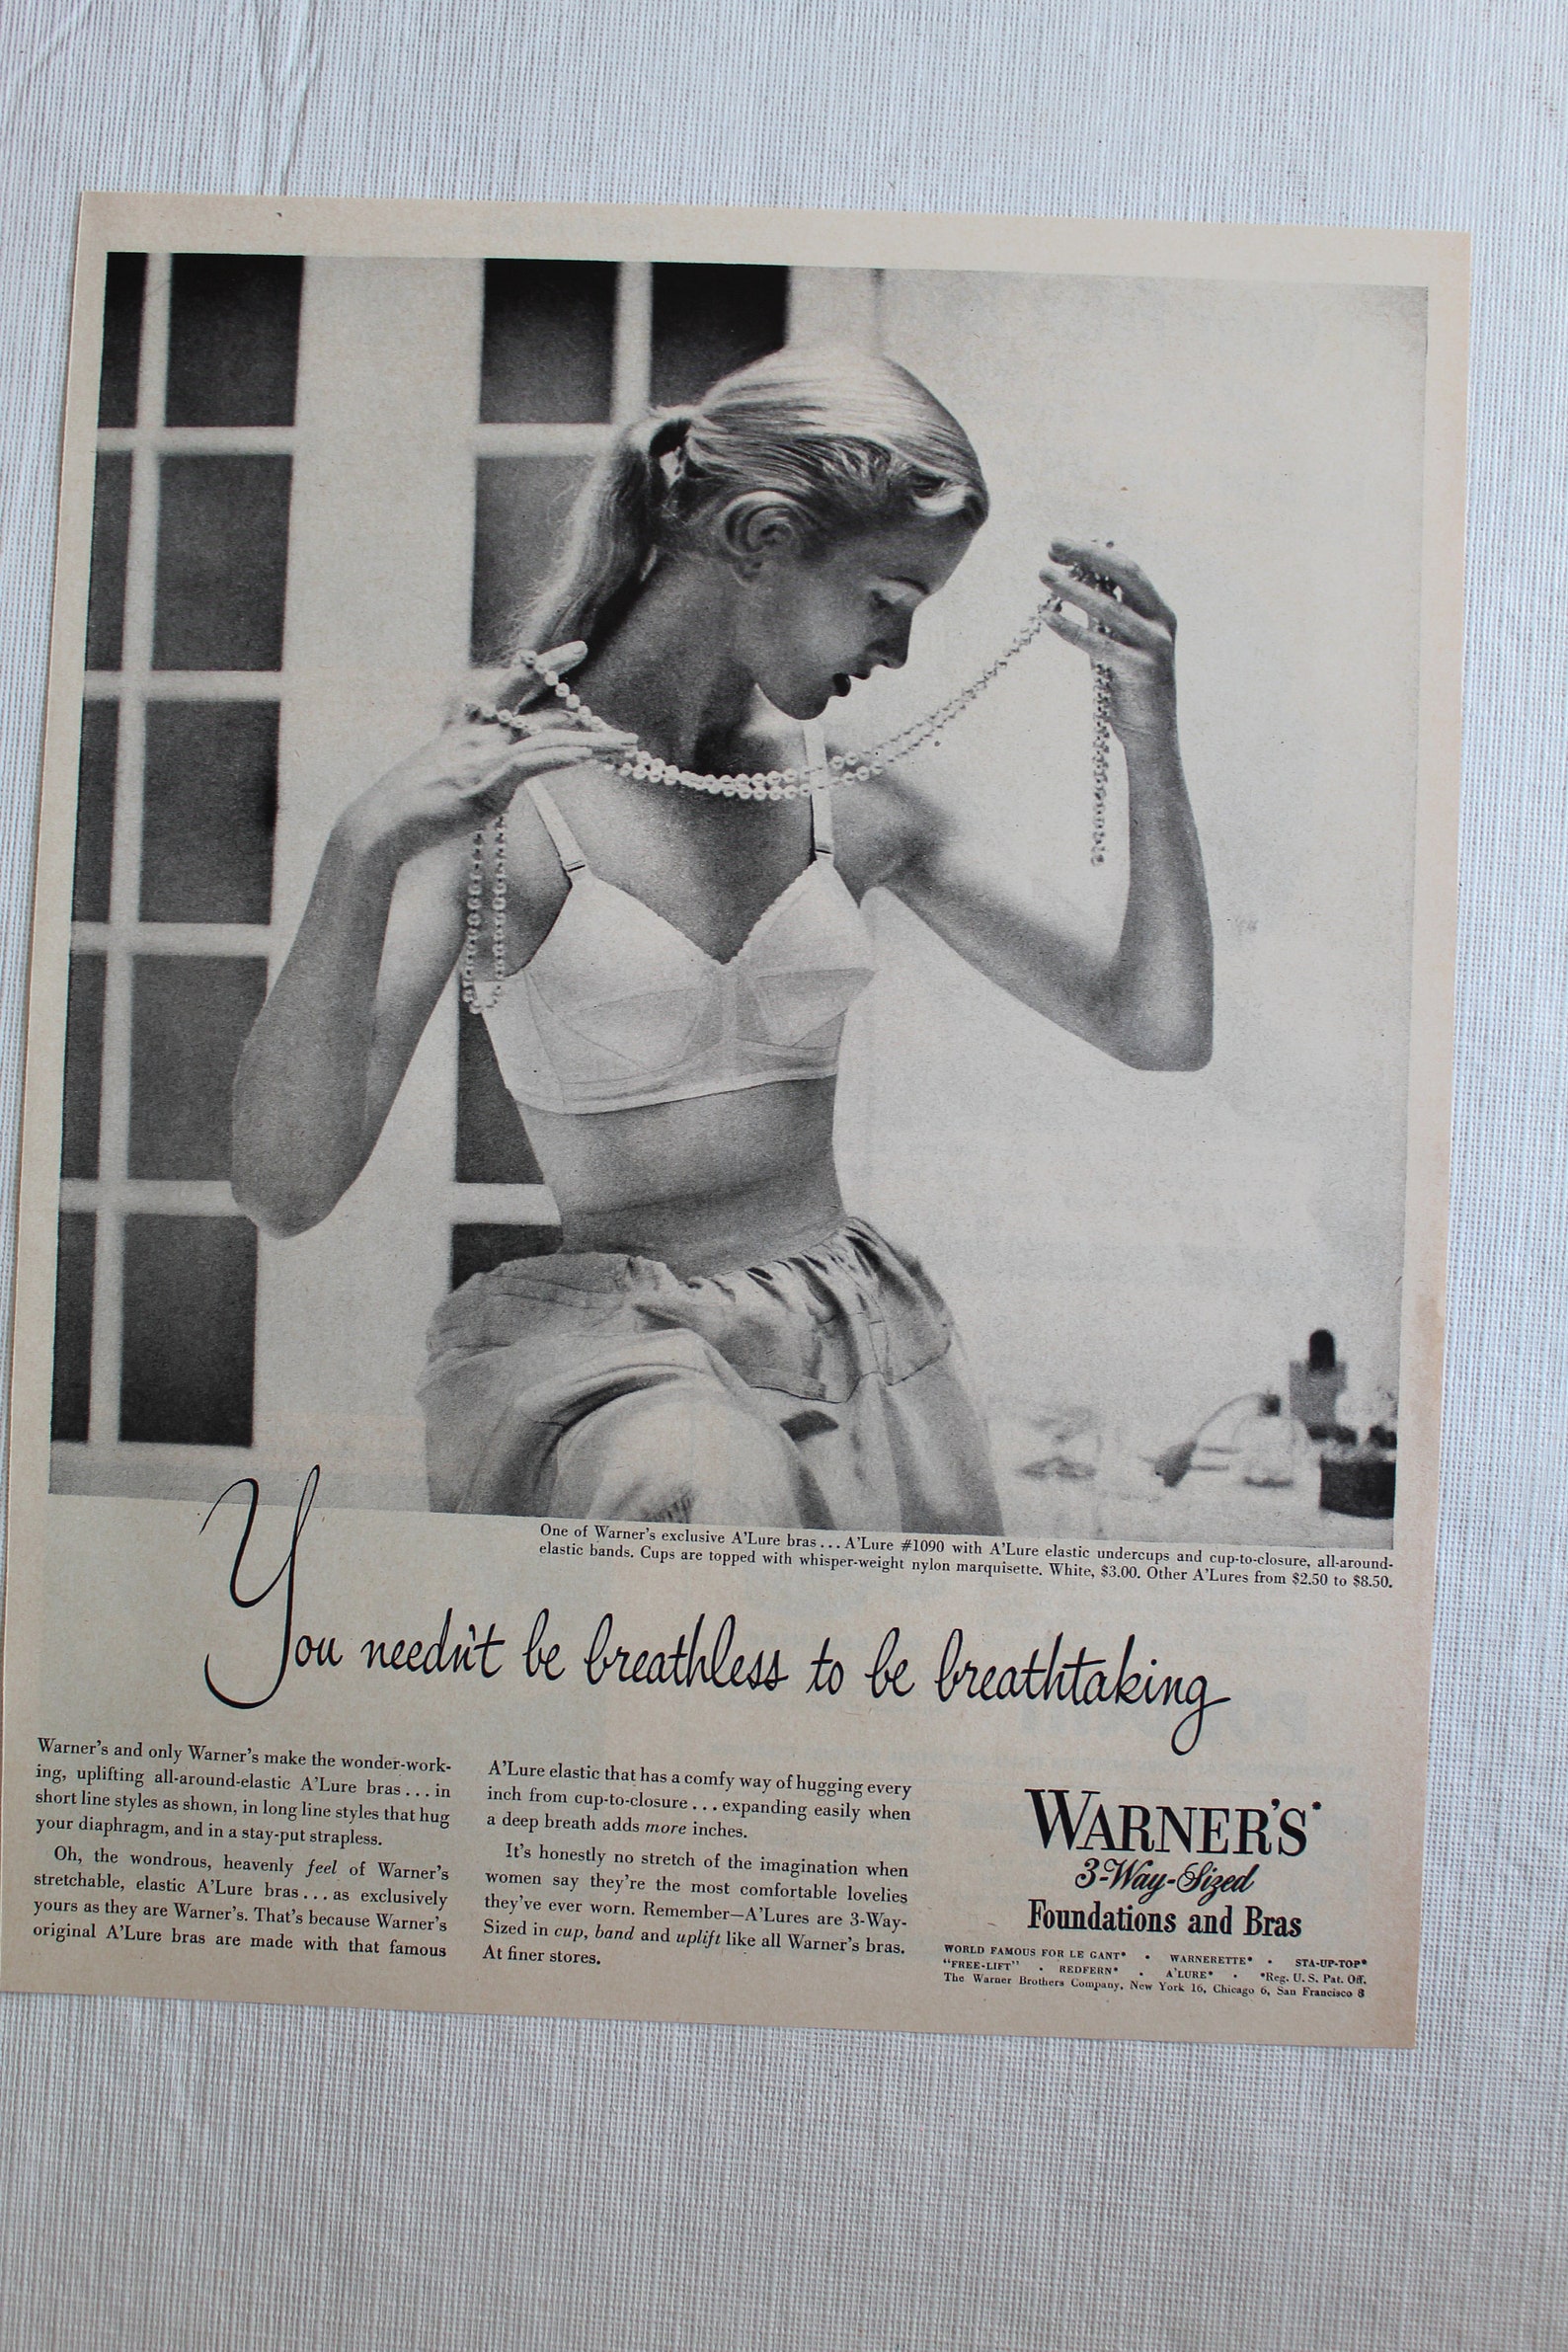 One of Warner's exclusive A'Lure bras ... A'Lure #1090 with A'Lure elastic undercups and cup-to-closure, all-around-
elastic bands. Cups are topped with whisper-weight nylon marquisette. White, $3.00. Other A'Lures from $2.50 to $8.50.
You needn't be breathless to be breathtaking
Warner's and only Warner's make the wonder-work-
ing, uplifting all-around-elastic A'Lure bras ... in
short line styles as shown, in long line styles that hug
your diaphragm, and in a stay-put strapless.
Oh, the wondrous, heavenly feel of Warner's
stretchable, elastic A'Lure bras ... as exclusively
yours as they are Warner's. That's because Warner's
original A'Lure bras are made with that famous
A'Lure elastic that has a comfy way of hugging every
inch from cup-to-closure ... expanding easily when
a deep breath adds more inches.
It's honestly no stretch of the imagination when
women say they're the most comfortable lovelies
they've ever worn. Remember—A'Lures are 3-Way-
Sized in cup, band and uplift like all Warner's bras.
At finer stores.
WARNER'S*
3-Way-Sized
Foundations and Bras
WORLD FAMOUS FOR LE GANT* • WARNERETTE* • STA-UP-TOP*
"FREE-LIFT" • REDFERN* • A'LURE* • *Reg. U. S. Pat. Off.
The Warner Brothers Company, New York 16, Chicago 6, San Francisco 8